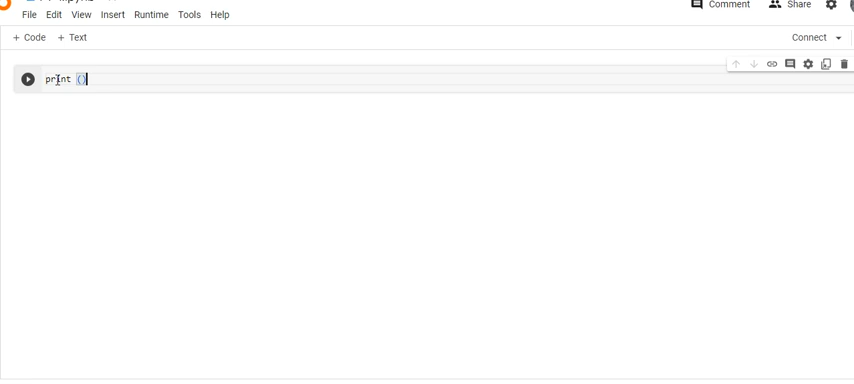 Comment Share
File Edit View Insert Runtime Tools Help
+ Code + Text Connect
print ()